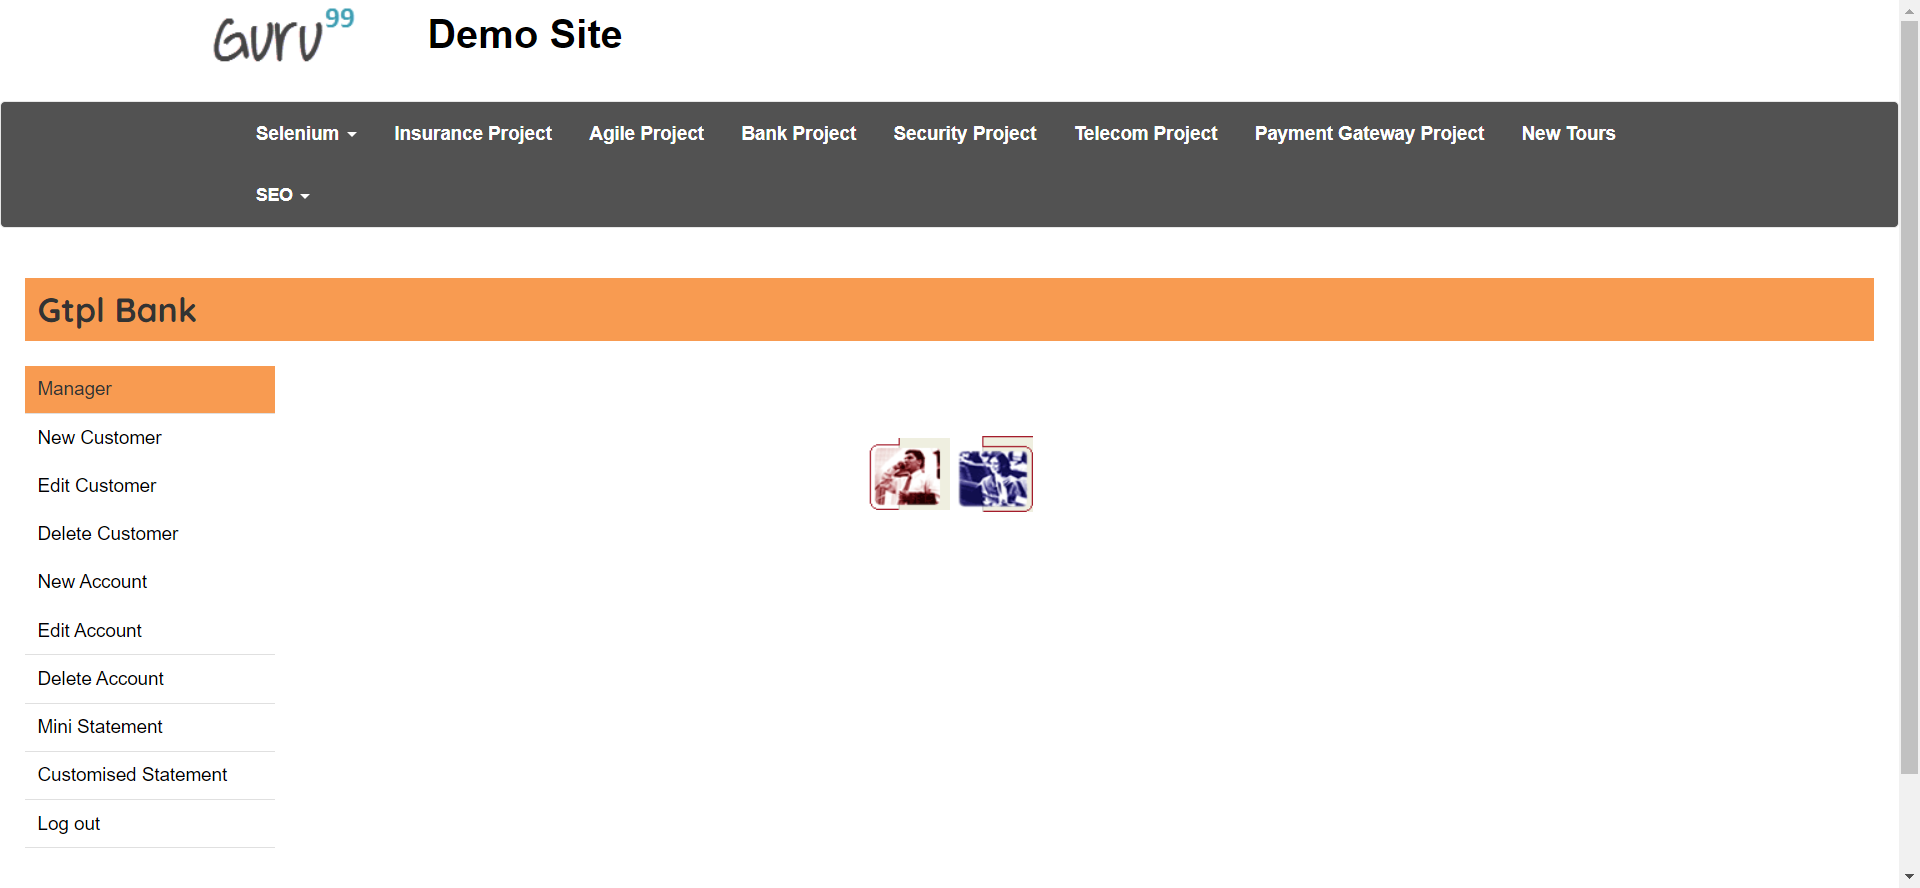 Guru99
Demo Site
Selenium
Insurance Project
Agile Project
Bank Project
Security Project
Telecom Project
Payment Gateway Project
New Tours
SEO
Gtpl Bank
Manager
New Customer
Edit Customer
Delete Customer
New Account
Edit Account
Delete Account
Mini Statement
Customised Statement
Log out